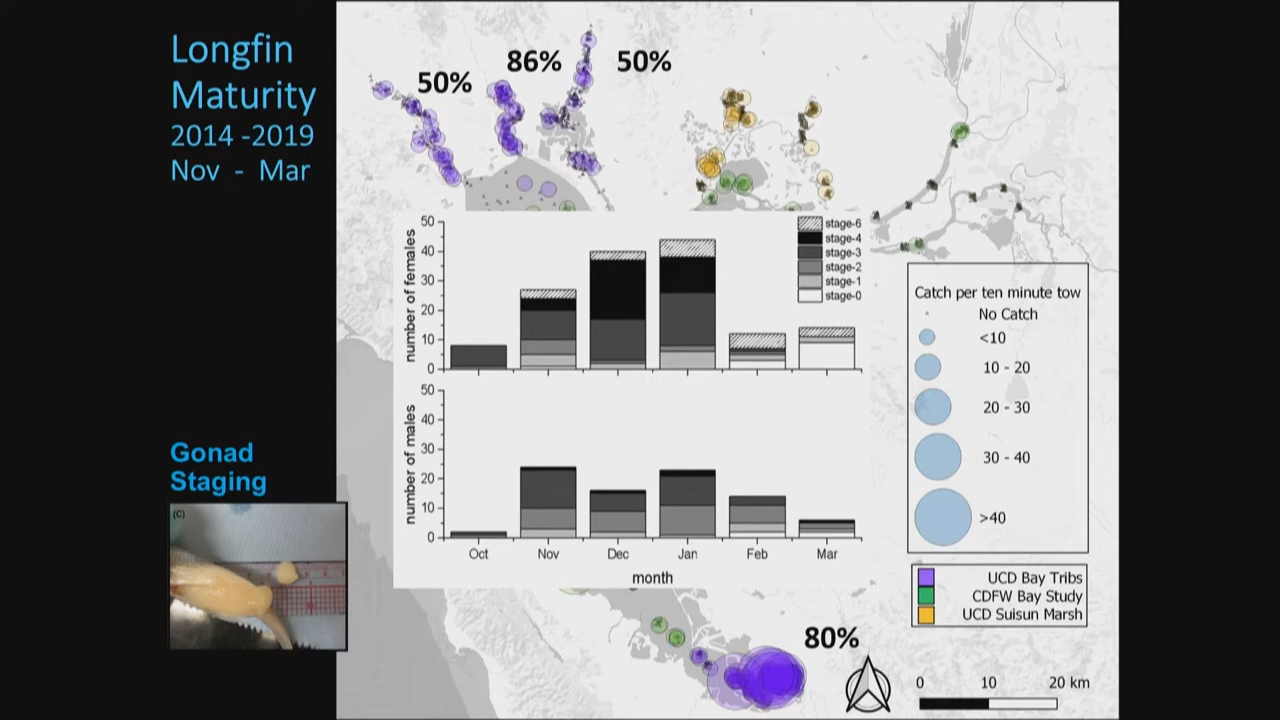 Longfin
Maturity
2014 -2019
Nov - Mar
50%
86%
50%
number of females
50
40
30
20
10
0
stage-6
stage-4
stage-3
stage-2
stage-1
stage-0
number of males
50
40
30
20
10
0
Oct Nov Dec Jan Feb Mar
month
Catch per ten minute tow
No Catch
<10
10 - 20
20 - 30
30 - 40
>40
UCD Bay Tribs
CDFW Bay Study
UCD Suisun Marsh
Gonad
Staging
(C)
80%
0 10 20 km